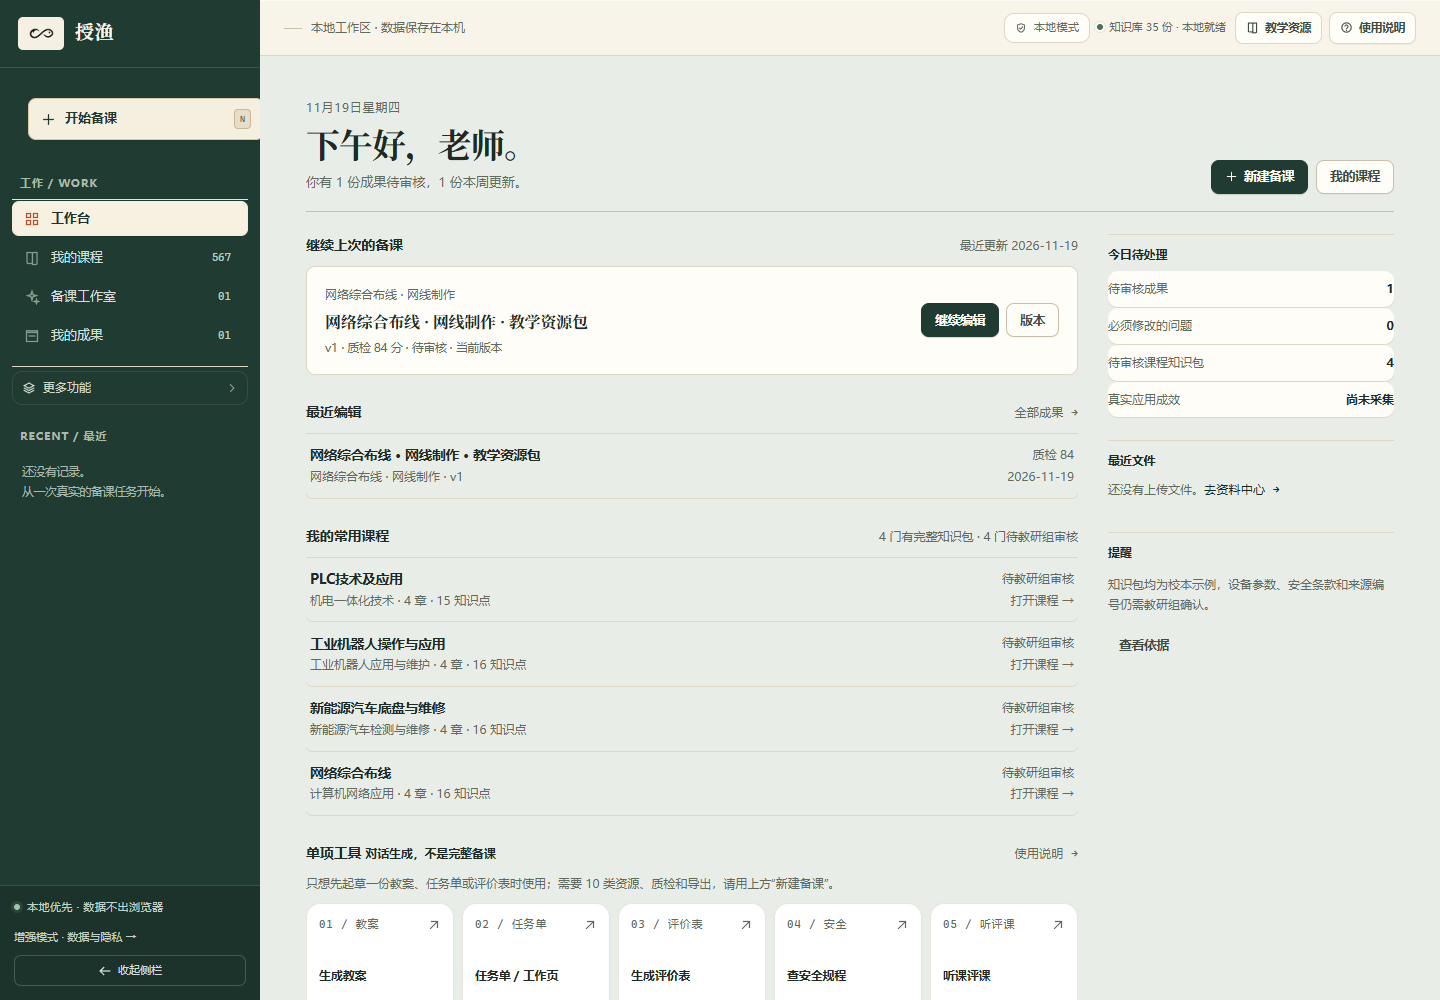 授渔
开始备课
N
工作 / WORK
工作台
我的课程 567
备课工作室 01
我的成果 01
更多功能
RECENT / 最近
还没有记录。
从一次真实的备课任务开始。
本地优先 · 数据不出浏览器
增强模式 · 数据与隐私 →
← 收起侧栏
本地工作区 · 数据保存在本机
本地模式
知识库 35 份 · 本地就绪
教学资源
使用说明
11月19日星期四
下午好，老师。
你有 1 份成果待审核，1 份本周更新。
＋ 新建备课
我的课程
继续上次的备课
最近更新 2026-11-19
网络综合布线 · 网线制作
网络综合布线 · 网线制作 · 教学资源包
v1 · 质检 84 分 · 待审核 · 当前版本
继续编辑
版本
最近编辑
全部成果 →
网络综合布线 • 网线制作 • 教学资源包
质检 84
网络综合布线 · 网线制作 · v1
2026-11-19
我的常用课程
4 门有完整知识包 · 4 门待教研组审核
PLC技术及应用
待教研组审核
机电一体化技术 · 4 章 · 15 知识点
打开课程 →
工业机器人操作与应用
待教研组审核
工业机器人应用与维护 · 4 章 · 16 知识点
打开课程 →
新能源汽车底盘与维修
待教研组审核
新能源汽车检测与维修 · 4 章 · 16 知识点
打开课程 →
网络综合布线
待教研组审核
计算机网络应用 · 4 章 · 16 知识点
打开课程 →
单项工具 对话生成，不是完整备课
使用说明 →
只想先起草一份教案、任务单或评价表时使用；需要 10 类资源、质检和导出，请用上方“新建备课”。
01 / 教案
生成教案
02 / 任务单
任务单 / 工作页
03 / 评价表
生成评价表
04 / 安全
查安全规程
05 / 听评课
听课评课
今日待处理
待审核成果 1
必须修改的问题 0
待审核课程知识包 4
真实应用成效 尚未采集
最近文件
还没有上传文件。去资料中心 →
提醒
知识包均为校本示例，设备参数、安全条款和来源编
号仍需教研组确认。
查看依据